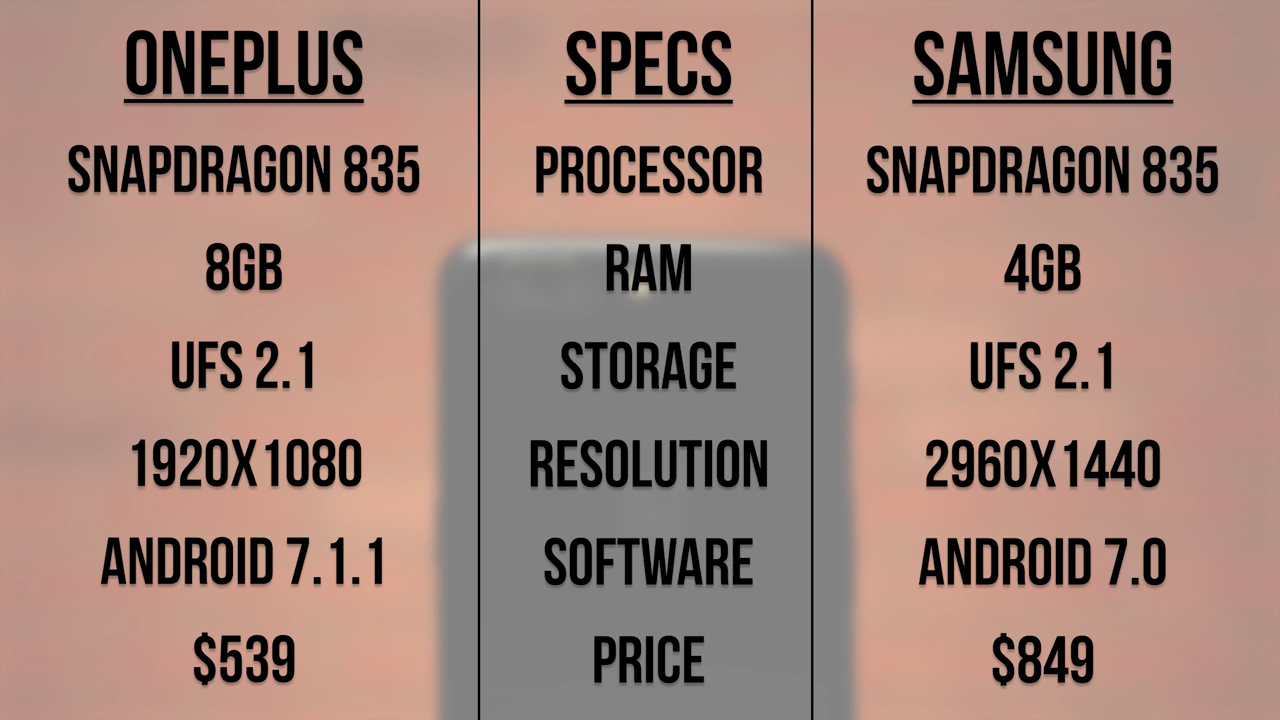 ONEPLUS SPECS SAMSUNG
SNAPDRAGON 835 PROCESSOR SNAPDRAGON 835
8GB RAM 4GB
UFS 2.1 STORAGE UFS 2.1
1920X1080 RESOLUTION 2960X1440
ANDROID 7.1.1 SOFTWARE ANDROID 7.0
$539 PRICE $849